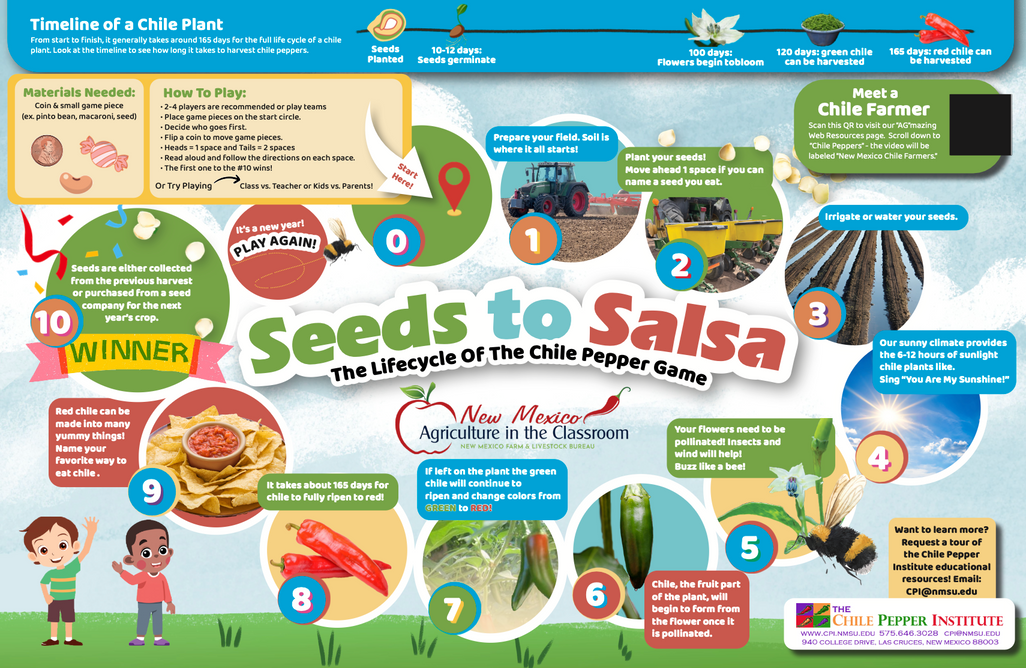 Timeline of a Chile Plant
From start to finish, it generally takes around 165 days for the full life cycle of a chile
plant. Look at the timeline to see how long it takes to harvest chile peppers.
Seeds
Planted
10-12 days:
Seeds germinate
100 days:
Flowers begin tobloom
120 days: green chile
can be harvested
165 days: red chile can
be harvested
Materials Needed:
Coin & small game piece
(ex. pinto bean, macaroni, seed)
How To Play:
• 2-4 players are recommended or play teams
• Place game pieces on the start circle.
• Decide who goes first.
• Flip a coin to move game pieces.
• Heads = 1 space and Tails = 2 spaces
• Read aloud and follow the directions on each space.
• The first one to the #10 wins!
Or Try Playing
Class vs. Teacher or Kids vs. Parents!
Start
Here!
Meet a
Chile Farmer
Scan this QR to visit our "AG"mazing
Web Resources page. Scroll down to
"Chile Peppers" - the video will be
labeled "New Mexico Chile Farmers."
0
Prepare your field. Soil is
where it all starts!
1
Plant your seeds!
Move ahead 1 space if you can
name a seed you eat.
2
Irrigate or water your seeds.
3
Our sunny climate provides
the 6-12 hours of sunlight
chile plants like.
Sing "You Are My Sunshine!"
4
Your flowers need to be
pollinated! Insects and
wind will help!
Buzz like a bee!
5
Chile, the fruit part
of the plant, will
begin to form from
the flower once it
is pollinated.
6
If left on the plant the green
chile will continue to
ripen and change colors from
GREEN to RED!
7
It takes about 165 days for
chile to fully ripen to red!
8
Red chile can be
made into many
yummy things!
Name your
favorite way to
eat chile .
9
Seeds are either collected
from the previous harvest
or purchased from a seed
company for the next
year's crop.
10
WINNER
It's a new year!
PLAY AGAIN!
Seeds to Salsa
The Lifecycle Of The Chile Pepper Game
New Mexico
Agriculture in the Classroom
NEW MEXICO FARM & LIVESTOCK BUREAU
Want to learn more?
Request a tour of
the Chile Pepper
Institute educational
resources! Email:
CPI@nmsu.edu
THE
CHILE PEPPER INSTITUTE
WWW.CPI.NMSU.EDU 575.646.3028 CPI@NMSU.EDU
940 COLLEGE DRIVE, LAS CRUCES, NEW MEXICO 88003